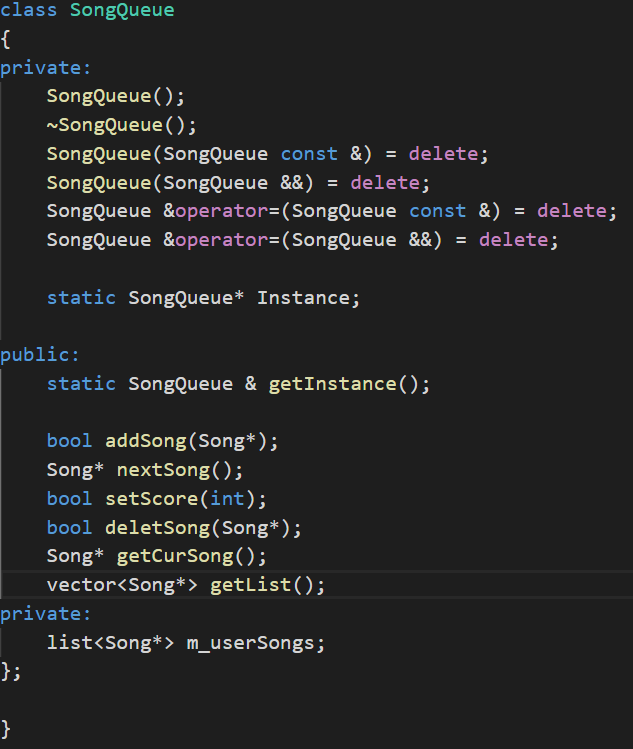 class SongQueue
{
private:
    SongQueue();
    ~SongQueue();
    SongQueue(SongQueue const &) = delete;
    SongQueue(SongQueue &&) = delete;
    SongQueue &operator=(SongQueue const &) = delete;
    SongQueue &operator=(SongQueue &&) = delete;

    static SongQueue* Instance;

public:
    static SongQueue & getInstance();

    bool addSong(Song*);
    Song* nextSong();
    bool setScore(int);
    bool deletSong(Song*);
    Song* getCurSong();
    vector<Song*> getList();
private:
    list<Song*> m_userSongs;
};

}